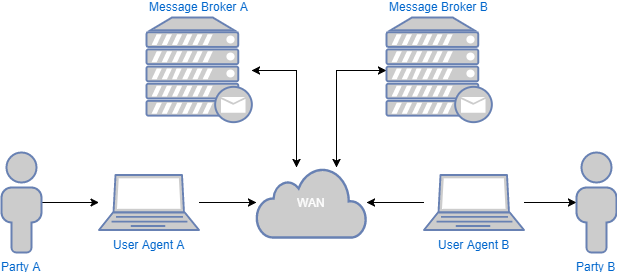 Message Broker A
Message Broker B
WAN
User Agent A
User Agent B
Party A
Party B